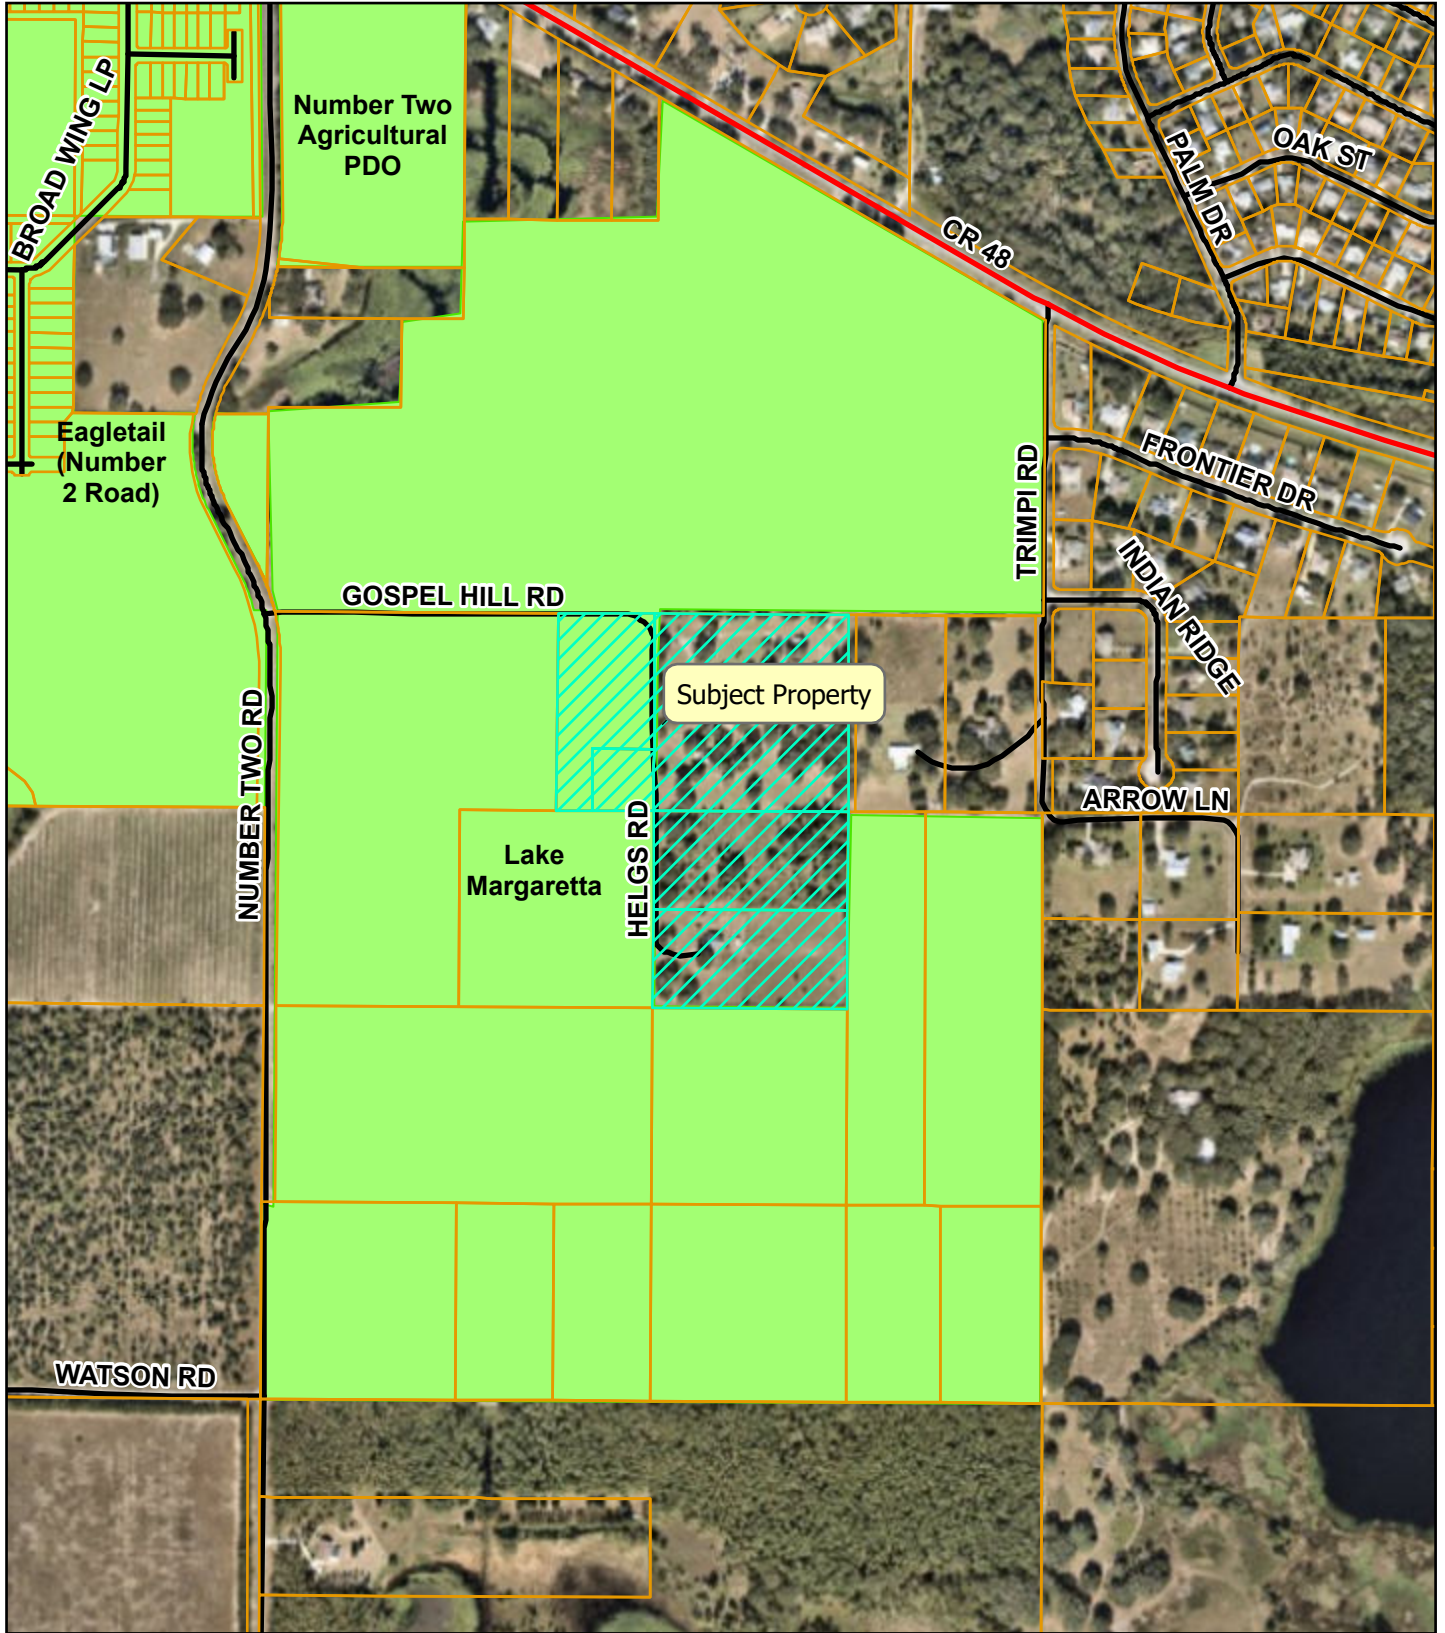 BROAD WING LP
Number Two
Agricultural
PDO
PALM DR
OAK ST
CR 48
Eagletail
(Number
2 Road)
TRIMPI RD
FRONTIER DR
INDIAN RIDGE
GOSPEL HILL RD
Subject Property
NUMBER TWO RD
ARROW LN
Lake
Margaretta
HELGS RD
WATSON RD